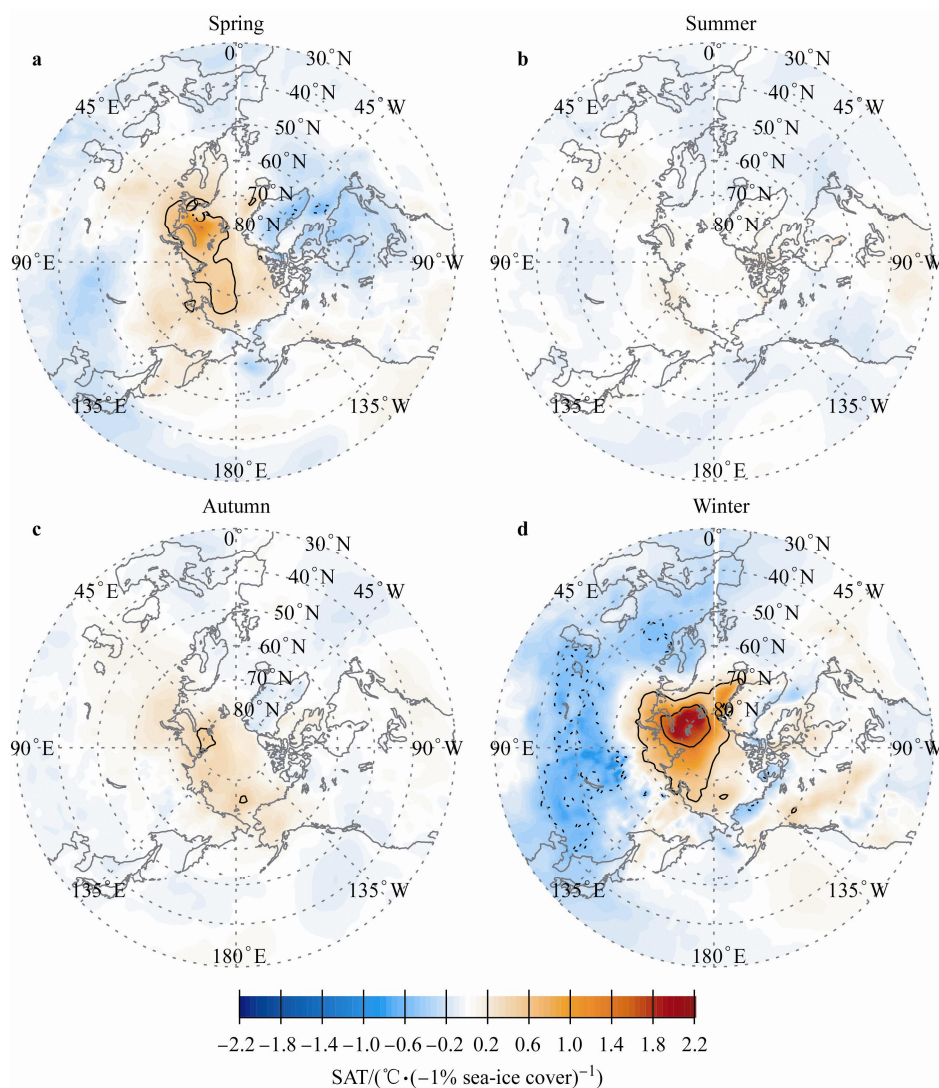 Spring
Summer
a
b
0°
30°N
40°N
50°N
60°N
70°N
80°N
45°E
45°W
90°E
90°W
135°E
135°W
180°E
0°
30°N
40°N
50°N
60°N
70°N
80°N
45°E
45°W
90°E
90°W
135°E
135°W
180°E
Autumn
Winter
c
d
0°
30°N
40°N
50°N
60°N
70°N
80°N
45°E
45°W
90°E
90°W
135°E
135°W
180°E
0°
30°N
40°N
50°N
60°N
70°N
80
45°E
45°W
90°E
90°W
135°E
135°W
180°E
−2.2 −1.8 −1.4 −1.0 −0.6 −0.2 0.2 0.6 1.0 1.4 1.8 2.2
SAT/(℃·(−1% sea-ice cover)⁻¹)